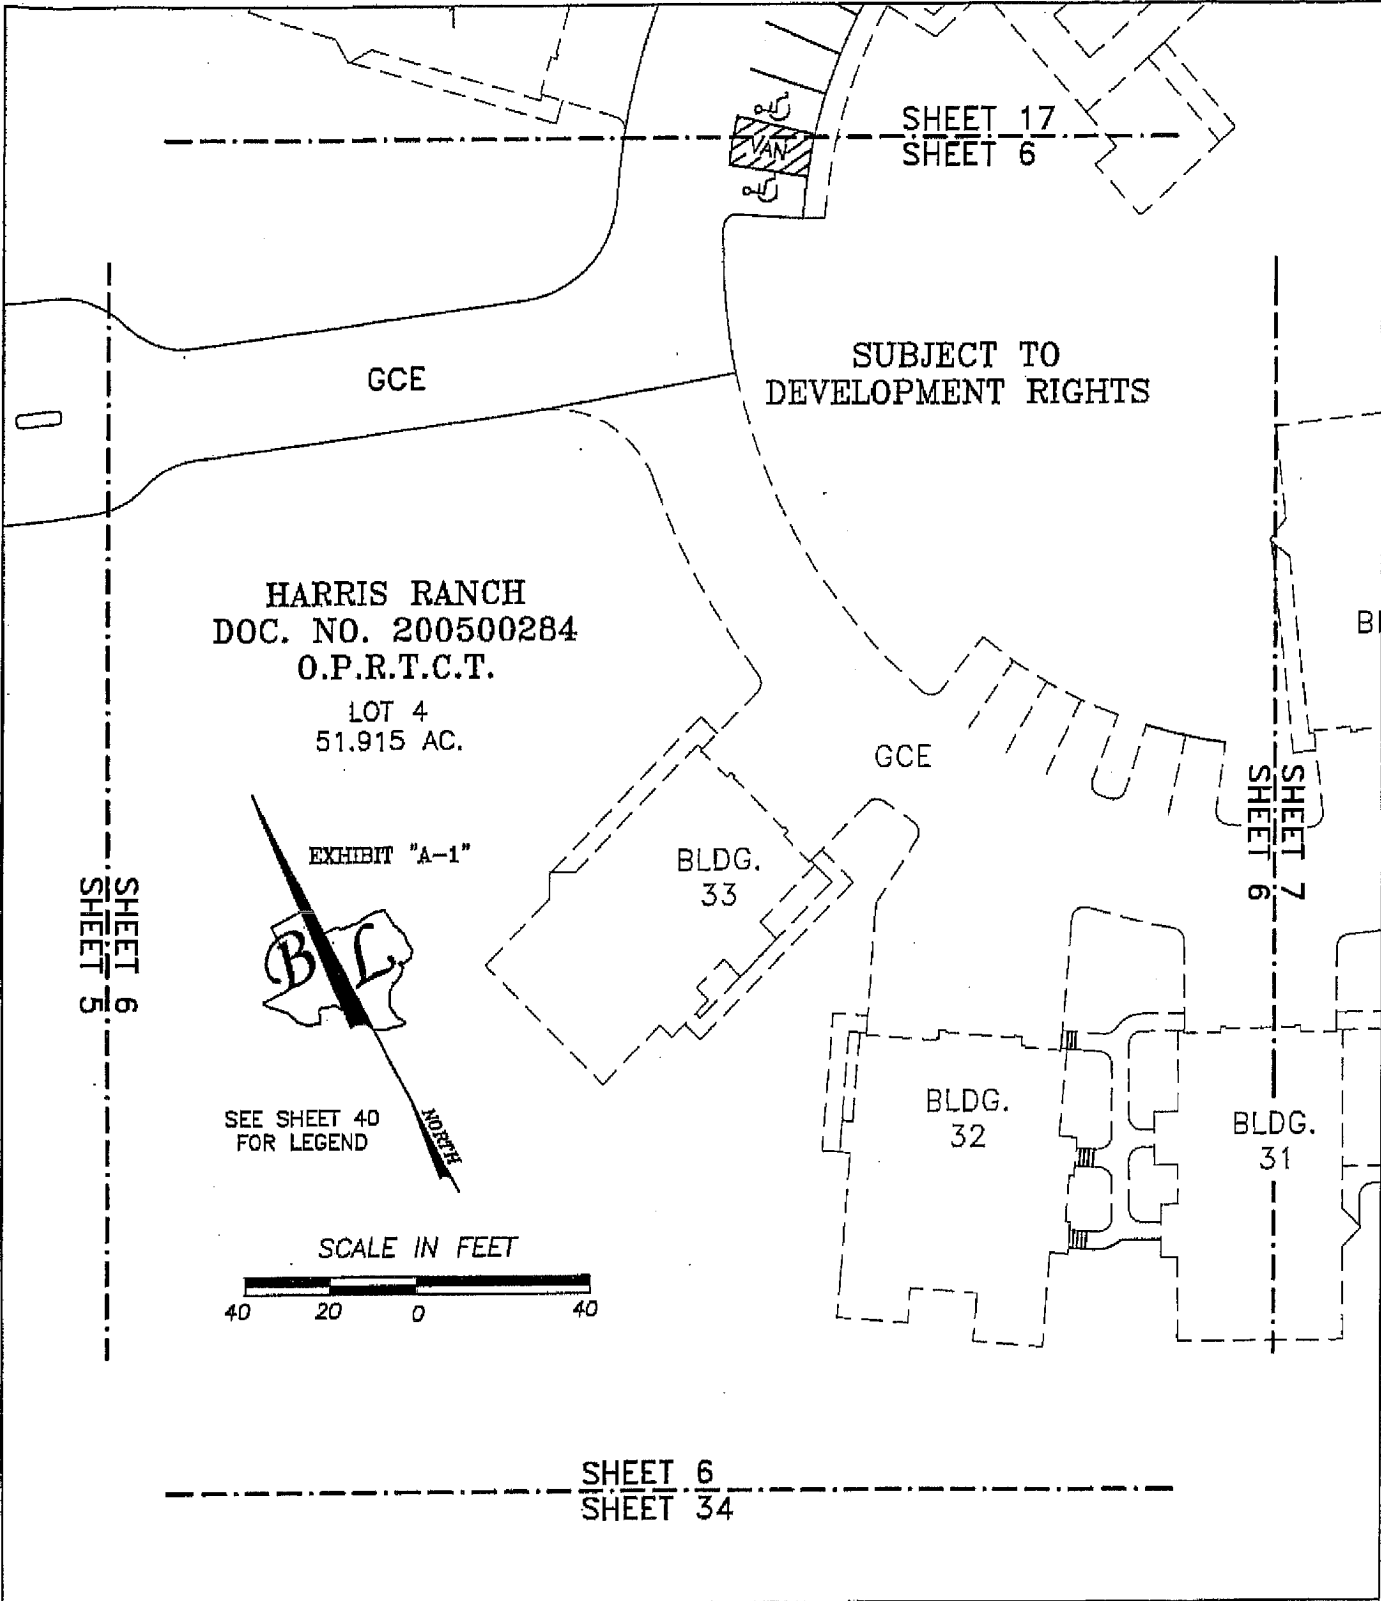 SHEET 17
SHEET 6
VAN
SUBJECT TO
DEVELOPMENT RIGHTS
GCE
HARRIS RANCH
DOC. NO. 200500284
O.P.R.T.C.T.
LOT 4
51.915 AC.
GCE
SHEET 7
SHEET 6
EXHIBIT "A-1"
BLDG.
33
SHEET 6
SHEET 5
B L
BLDG.
32
BLDG.
31
SEE SHEET 40
FOR LEGEND
NORTH
SCALE IN FEET
40 20 0 40
SHEET 6
SHEET 34